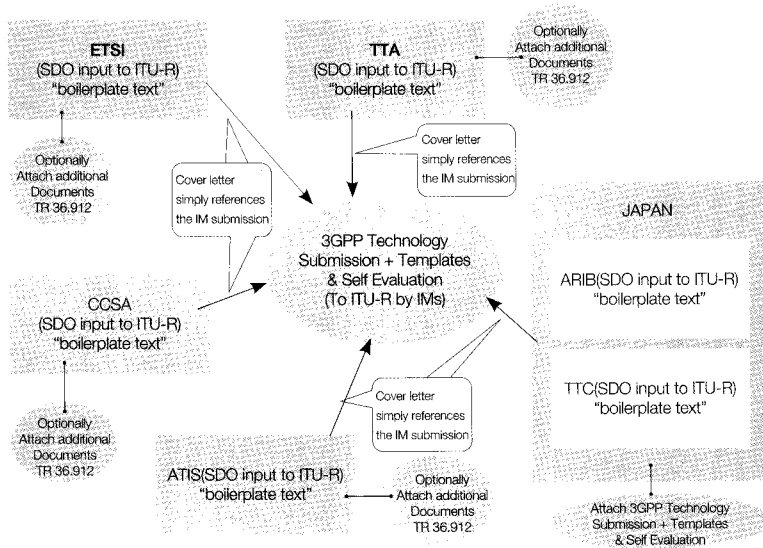 ETSI
(SDO input to ITU-R)
"boilerplate text"
TTA
(SDO input to ITU-R)
"boilerplate text"
Optionally
Attach additional
Documents
TR 36.912
Optionally
Attach additional
Documents
TR 36.912
Cover letter
simply references
the IM submission
Cover letter
simply references
the IM submission
3GPP Technology
Submission + Templates
& Self Evaluation
(To ITU-R by IMs)
JAPAN
ARIB(SDO input to ITU-R)
"boilerplate text"
TTC(SDO input to ITU-R)
"boilerplate text"
CCSA
(SDO input to ITU-R)
"boilerplate text"
Optionally
Attach additional
Documents
TR 36.912
Cover letter
simply references
the IM submission
ATIS(SDO input to ITU-R)
"boilerplate text"
Optionally
Attach additional
Documents
TR 36.912
Attach 3GPP Technology
Submission + Templates
& Self Evaluation